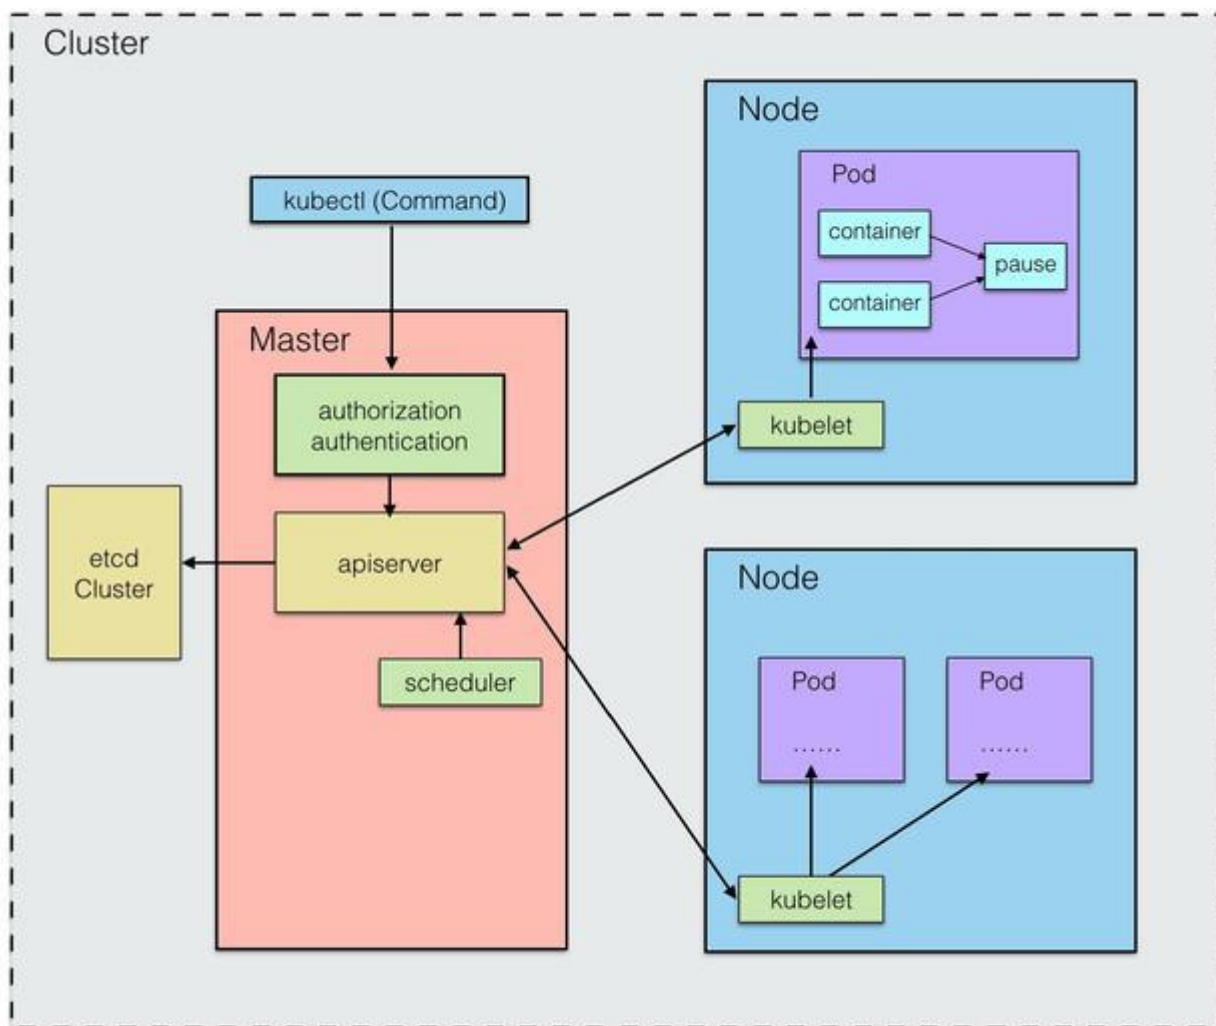 Cluster
kubectl (Command)
Master
authorization
authentication
etcd
Cluster
apiserver
scheduler
Node
Pod
container
container
pause
kubelet
Node
Pod
......
Pod
......
kubelet